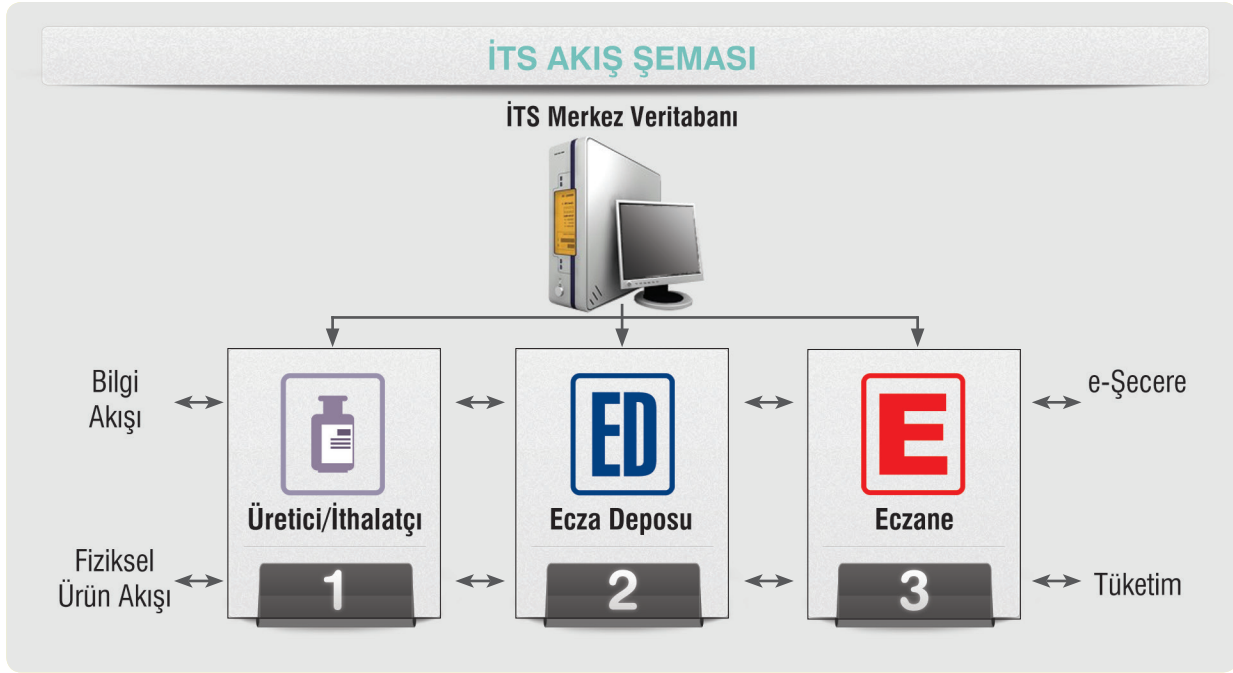 İTS AKIŞ ŞEMASI
İTS Merkez Veritabanı
Bilgi
Akışı
e-Şecere
ED
E
Üretici/İthalatçı
Ecza Deposu
Eczane
Fiziksel
Ürün Akışı
1
2
3
Tüketim